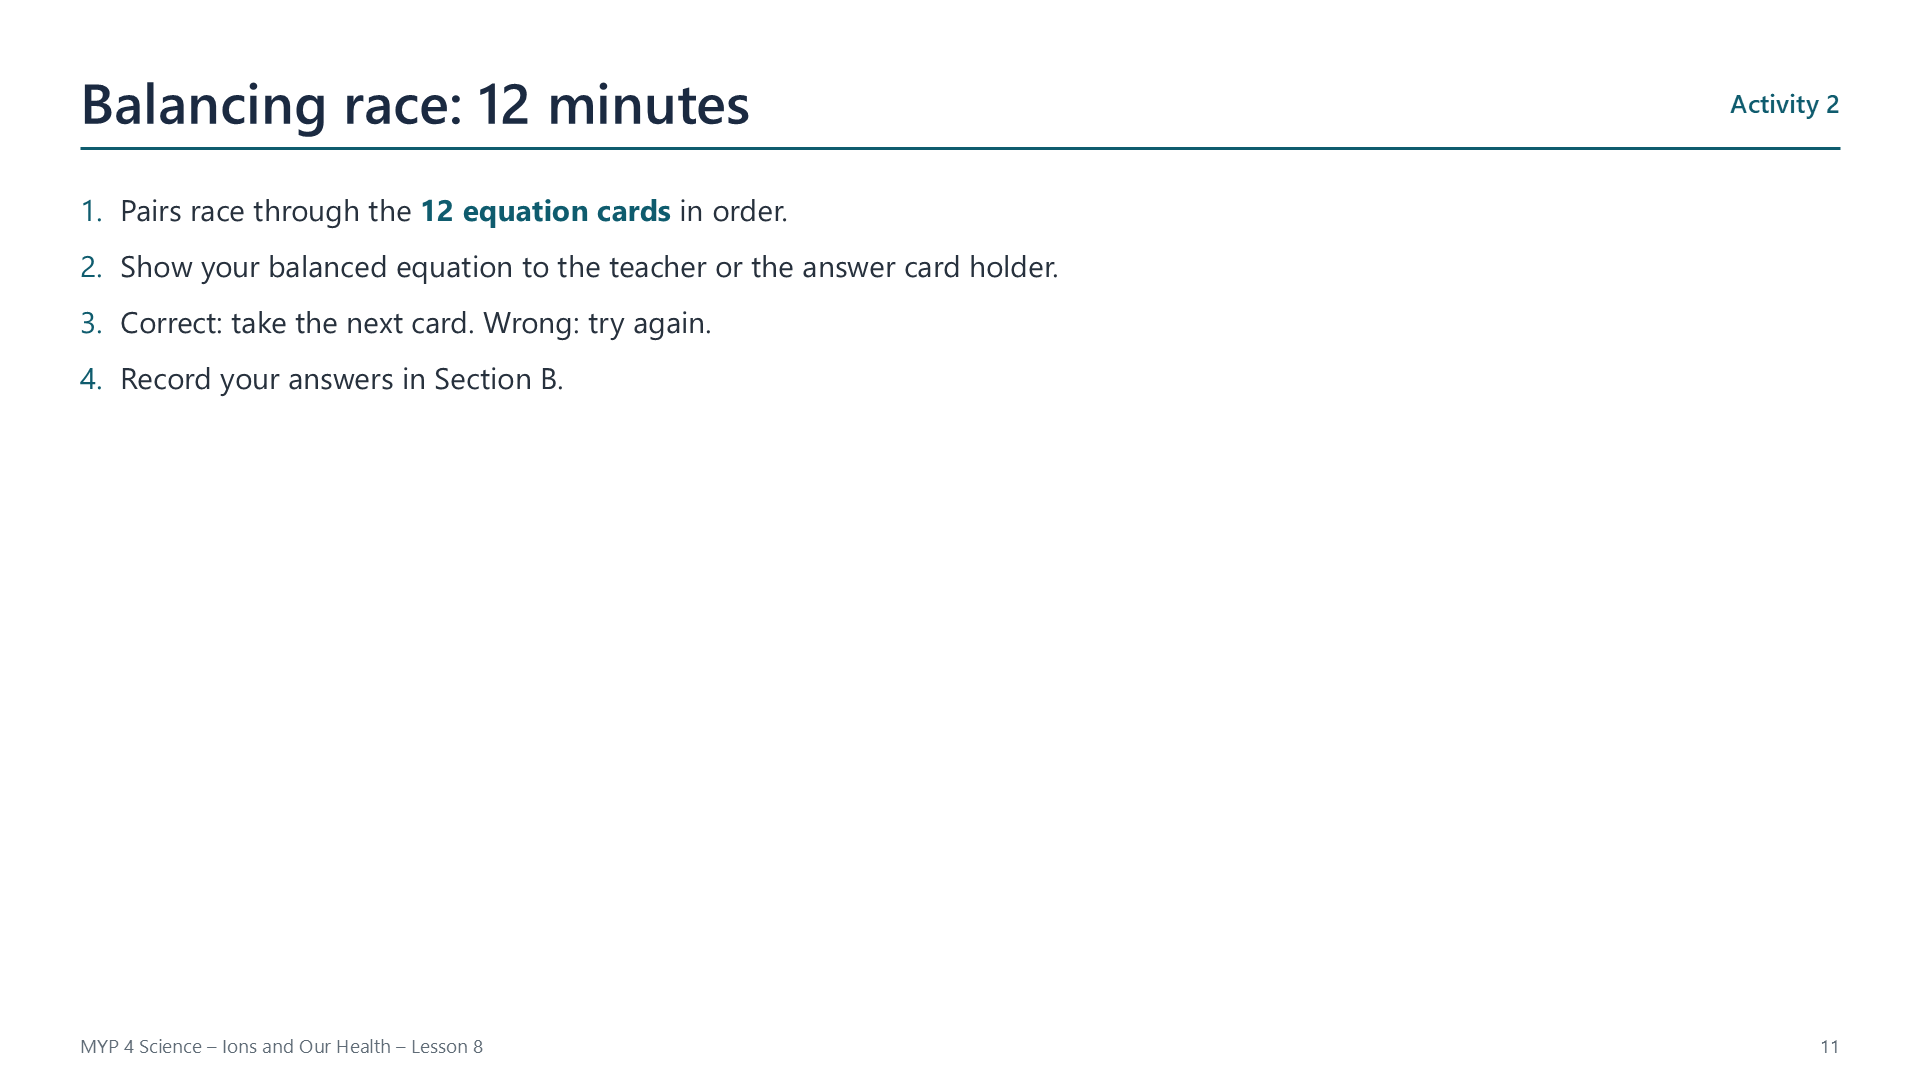 Balancing race: 12 minutes
Activity 2
1. Pairs race through the 12 equation cards in order.
2. Show your balanced equation to the teacher or the answer card holder.
3. Correct: take the next card. Wrong: try again.
4. Record your answers in Section B.
MYP 4 Science – Ions and Our Health – Lesson 8
11